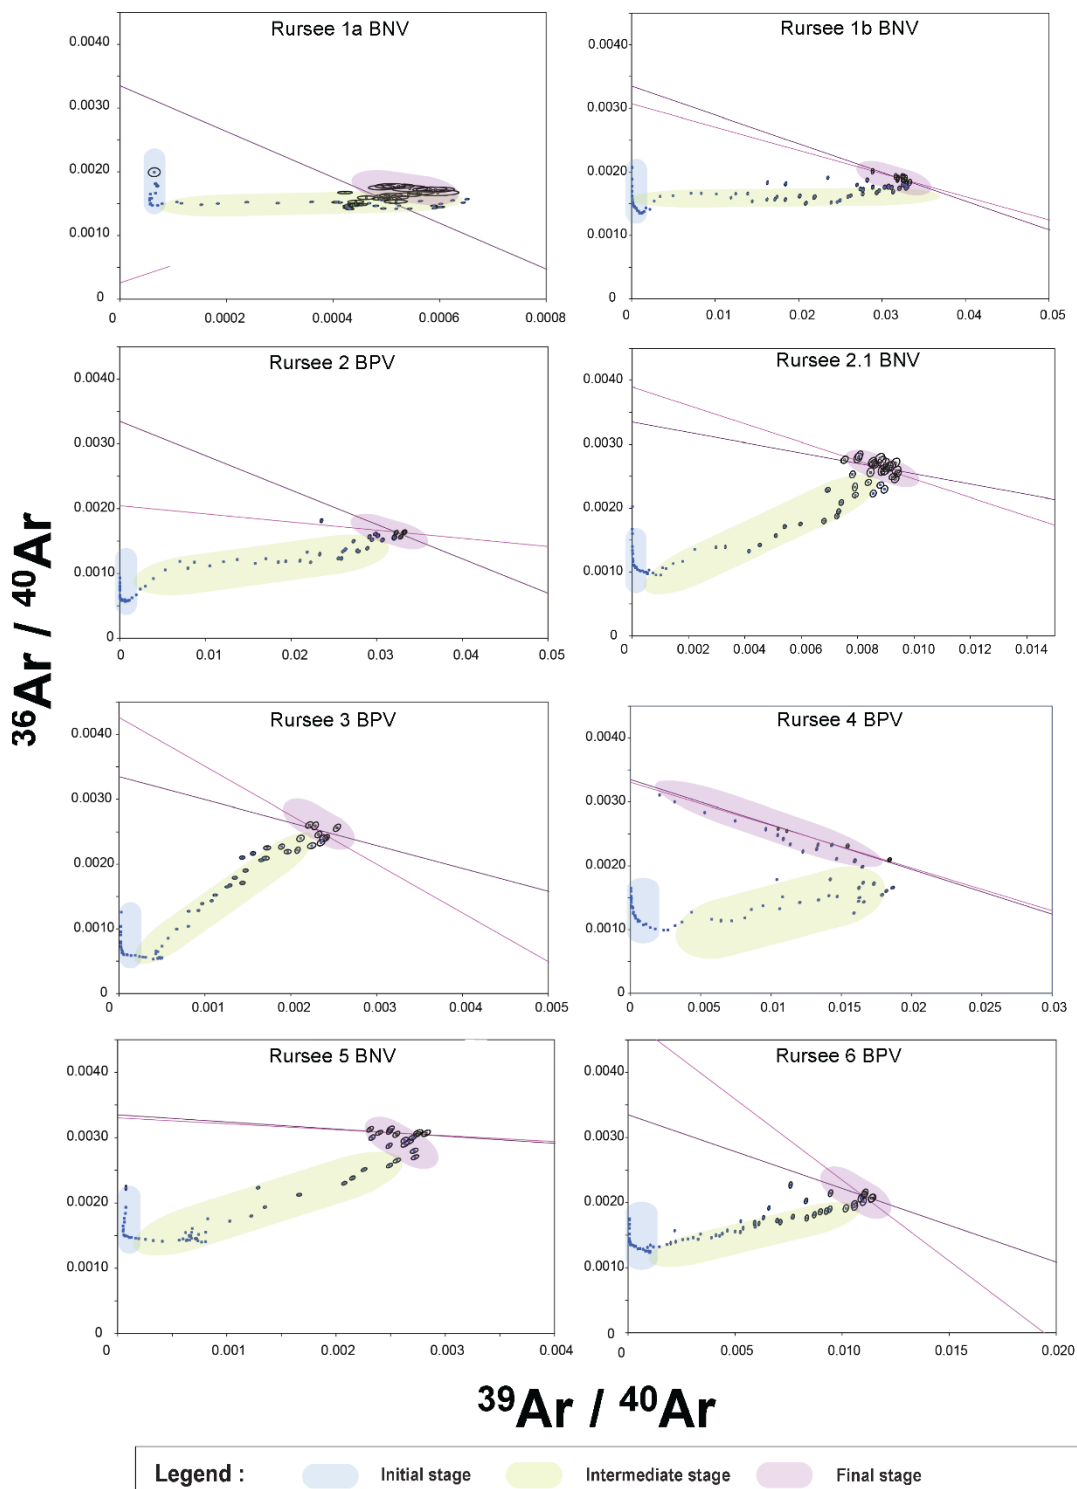 Rursee 1a BNV
0.0040
0.0030
0.0020
0.0010
0
0 0.0002 0.0004 0.0006 0.0008
Rursee 1b BNV
0.0040
0.0030
0.0020
0.0010
0
0 0.01 0.02 0.03 0.04 0.05
Rursee 2 BPV
0.0040
0.0030
0.0020
0.0010
0
0 0.01 0.02 0.03 0.04 0.05
Rursee 2.1 BNV
0.0040
0.0030
0.0020
0.0010
0
0 0.002 0.004 0.006 0.008 0.010 0.012 0.014
36Ar / 40Ar
Rursee 3 BPV
0.0040
0.0030
0.0020
0.0010
0
0 0.001 0.002 0.003 0.004 0.005
Rursee 4 BPV
0.0040
0.0030
0.0020
0.0010
0
0 0.005 0.010 0.015 0.020 0.025 0.03
Rursee 5 BNV
0.0040
0.0030
0.0020
0.0010
0
0 0.001 0.002 0.003 0.004
Rursee 6 BPV
0.0040
0.0030
0.0020
0.0010
0
0 0.005 0.010 0.015 0.020
39Ar / 40Ar
Legend : Initial stage Intermediate stage Final stage